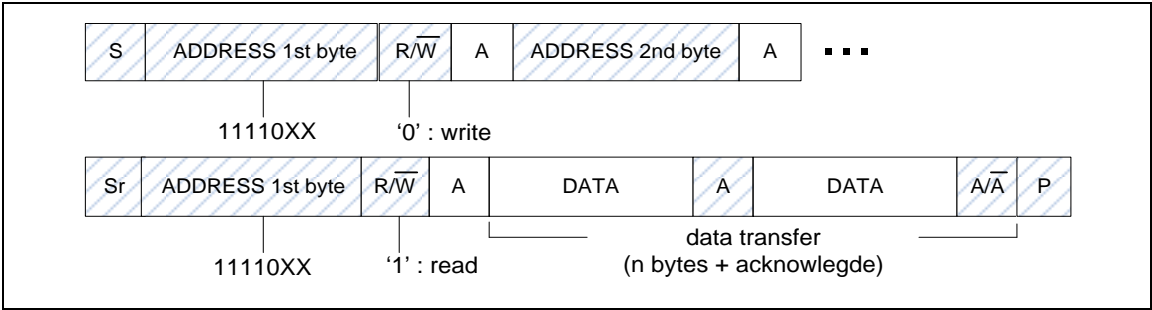 S ADDRESS 1st byte R/W̅ A ADDRESS 2nd byte A ...
11110XX '0' : write
Sr ADDRESS 1st byte R/W̅ A DATA A DATA A/A̅ P
11110XX '1' : read data transfer
(n bytes + acknowlegde)